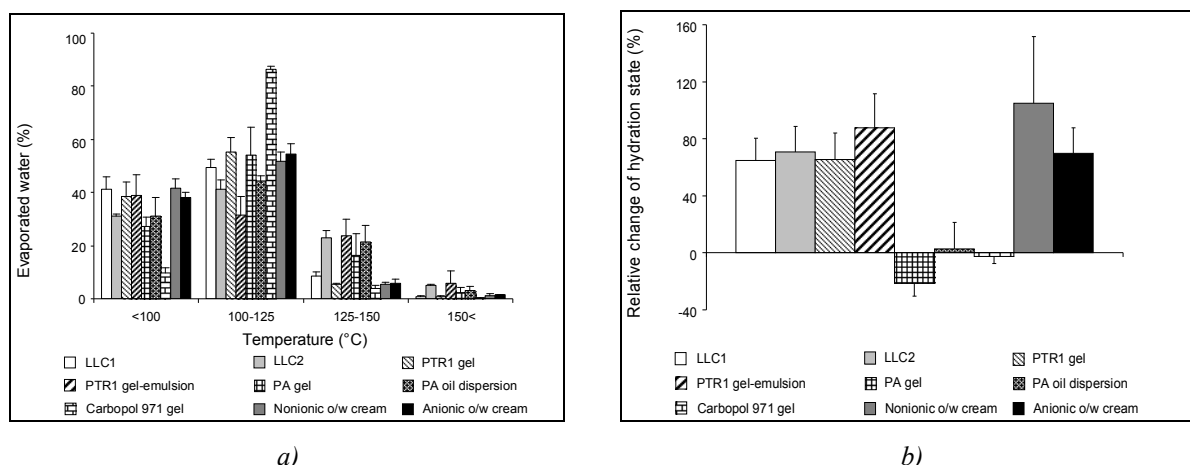 100
80
60
40
20
0
Evaporated water (%)
<100 100-125 125-150 150<
Temperature (°C)
LLC1 LLC2 PTR1 gel
PTR1 gel-emulsion PA gel PA oil dispersion
Carbopol 971 gel Nonionic o/w cream Anionic o/w cream
a)
160
120
80
40
0
-40
Relative change of hydration state (%)
LLC1 LLC2 PTR1 gel
PTR1 gel-emulsion PA gel PA oil dispersion
Carbopol 971 gel Nonionic o/w cream Anionic o/w cream
b)